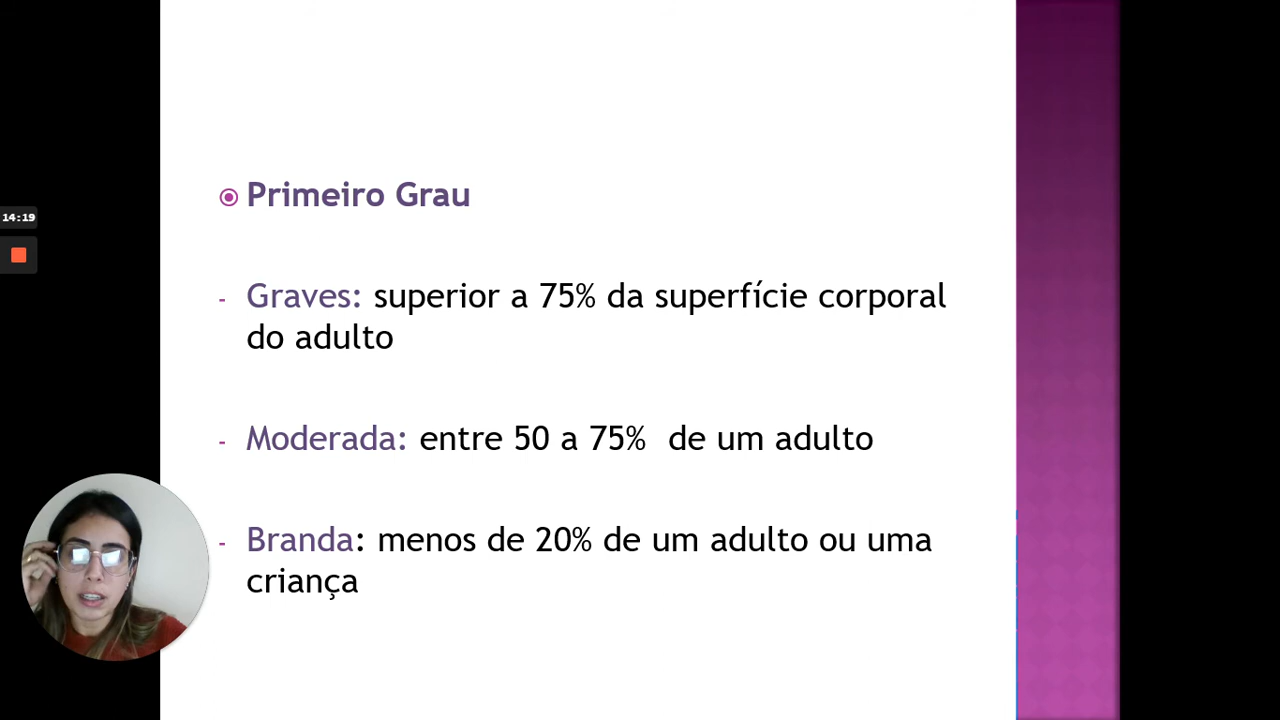 Primeiro Grau
14:19
- Graves: superior a 75% da superfície corporal
do adulto
- Moderada: entre 50 a 75% de um adulto
- Branda: menos de 20% de um adulto ou uma
criança